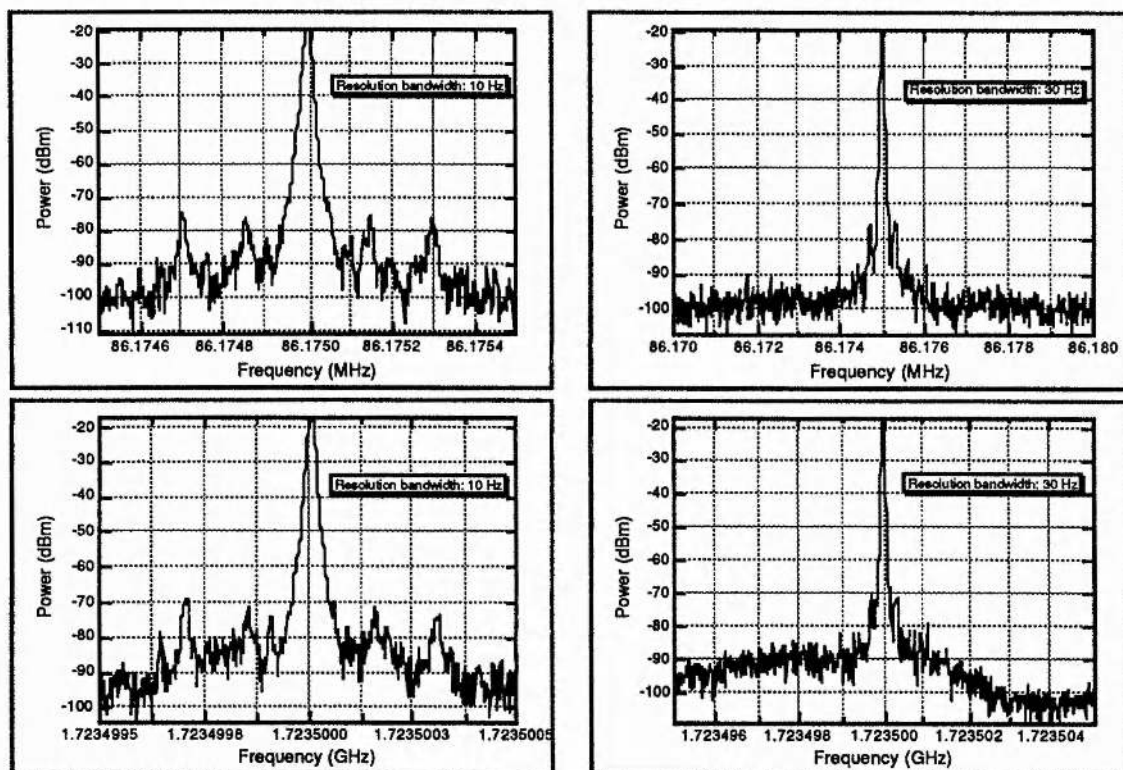 -20
-30
-40
-50
-60
-70
-80
-90
-100
-110
Power (dBm)
Resolution bandwidth: 10 Hz
86.1746 86.1748 86.1750 86.1752 86.1754
Frequency (MHz)
-20
-30
-40
-50
-60
-70
-80
-90
-100
Power (dBm)
Resolution bandwidth: 30 Hz
86.170 86.172 86.174 86.176 86.178 86.180
Frequency (MHz)
-20
-30
-40
-50
-60
-70
-80
-90
-100
Power (dBm)
Resolution bandwidth: 10 Hz
1.7234995 1.7234998 1.7235000 1.7235003 1.7235005
Frequency (GHz)
-20
-30
-40
-50
-60
-70
-80
-90
-100
Power (dBm)
Resolution bandwidth: 30 Hz
1.723496 1.723498 1.723500 1.723502 1.723504
Frequency (GHz)